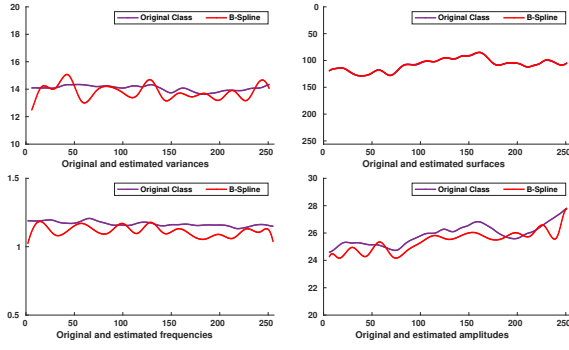 20
18
16
14
12
10
0 50 100 150 200 250
Original Class B-Spline
Original and estimated variances
0
50
100
150
200
250
0 50 100 150 200 250
Original Class B-Spline
Original and estimated surfaces
1.5
1
0.5
0 50 100 150 200 250
Original Class B-Spline
Original and estimated frequencies
30
28
26
24
22
20
0 50 100 150 200 250
Original Class B-Spline
Original and estimated amplitudes